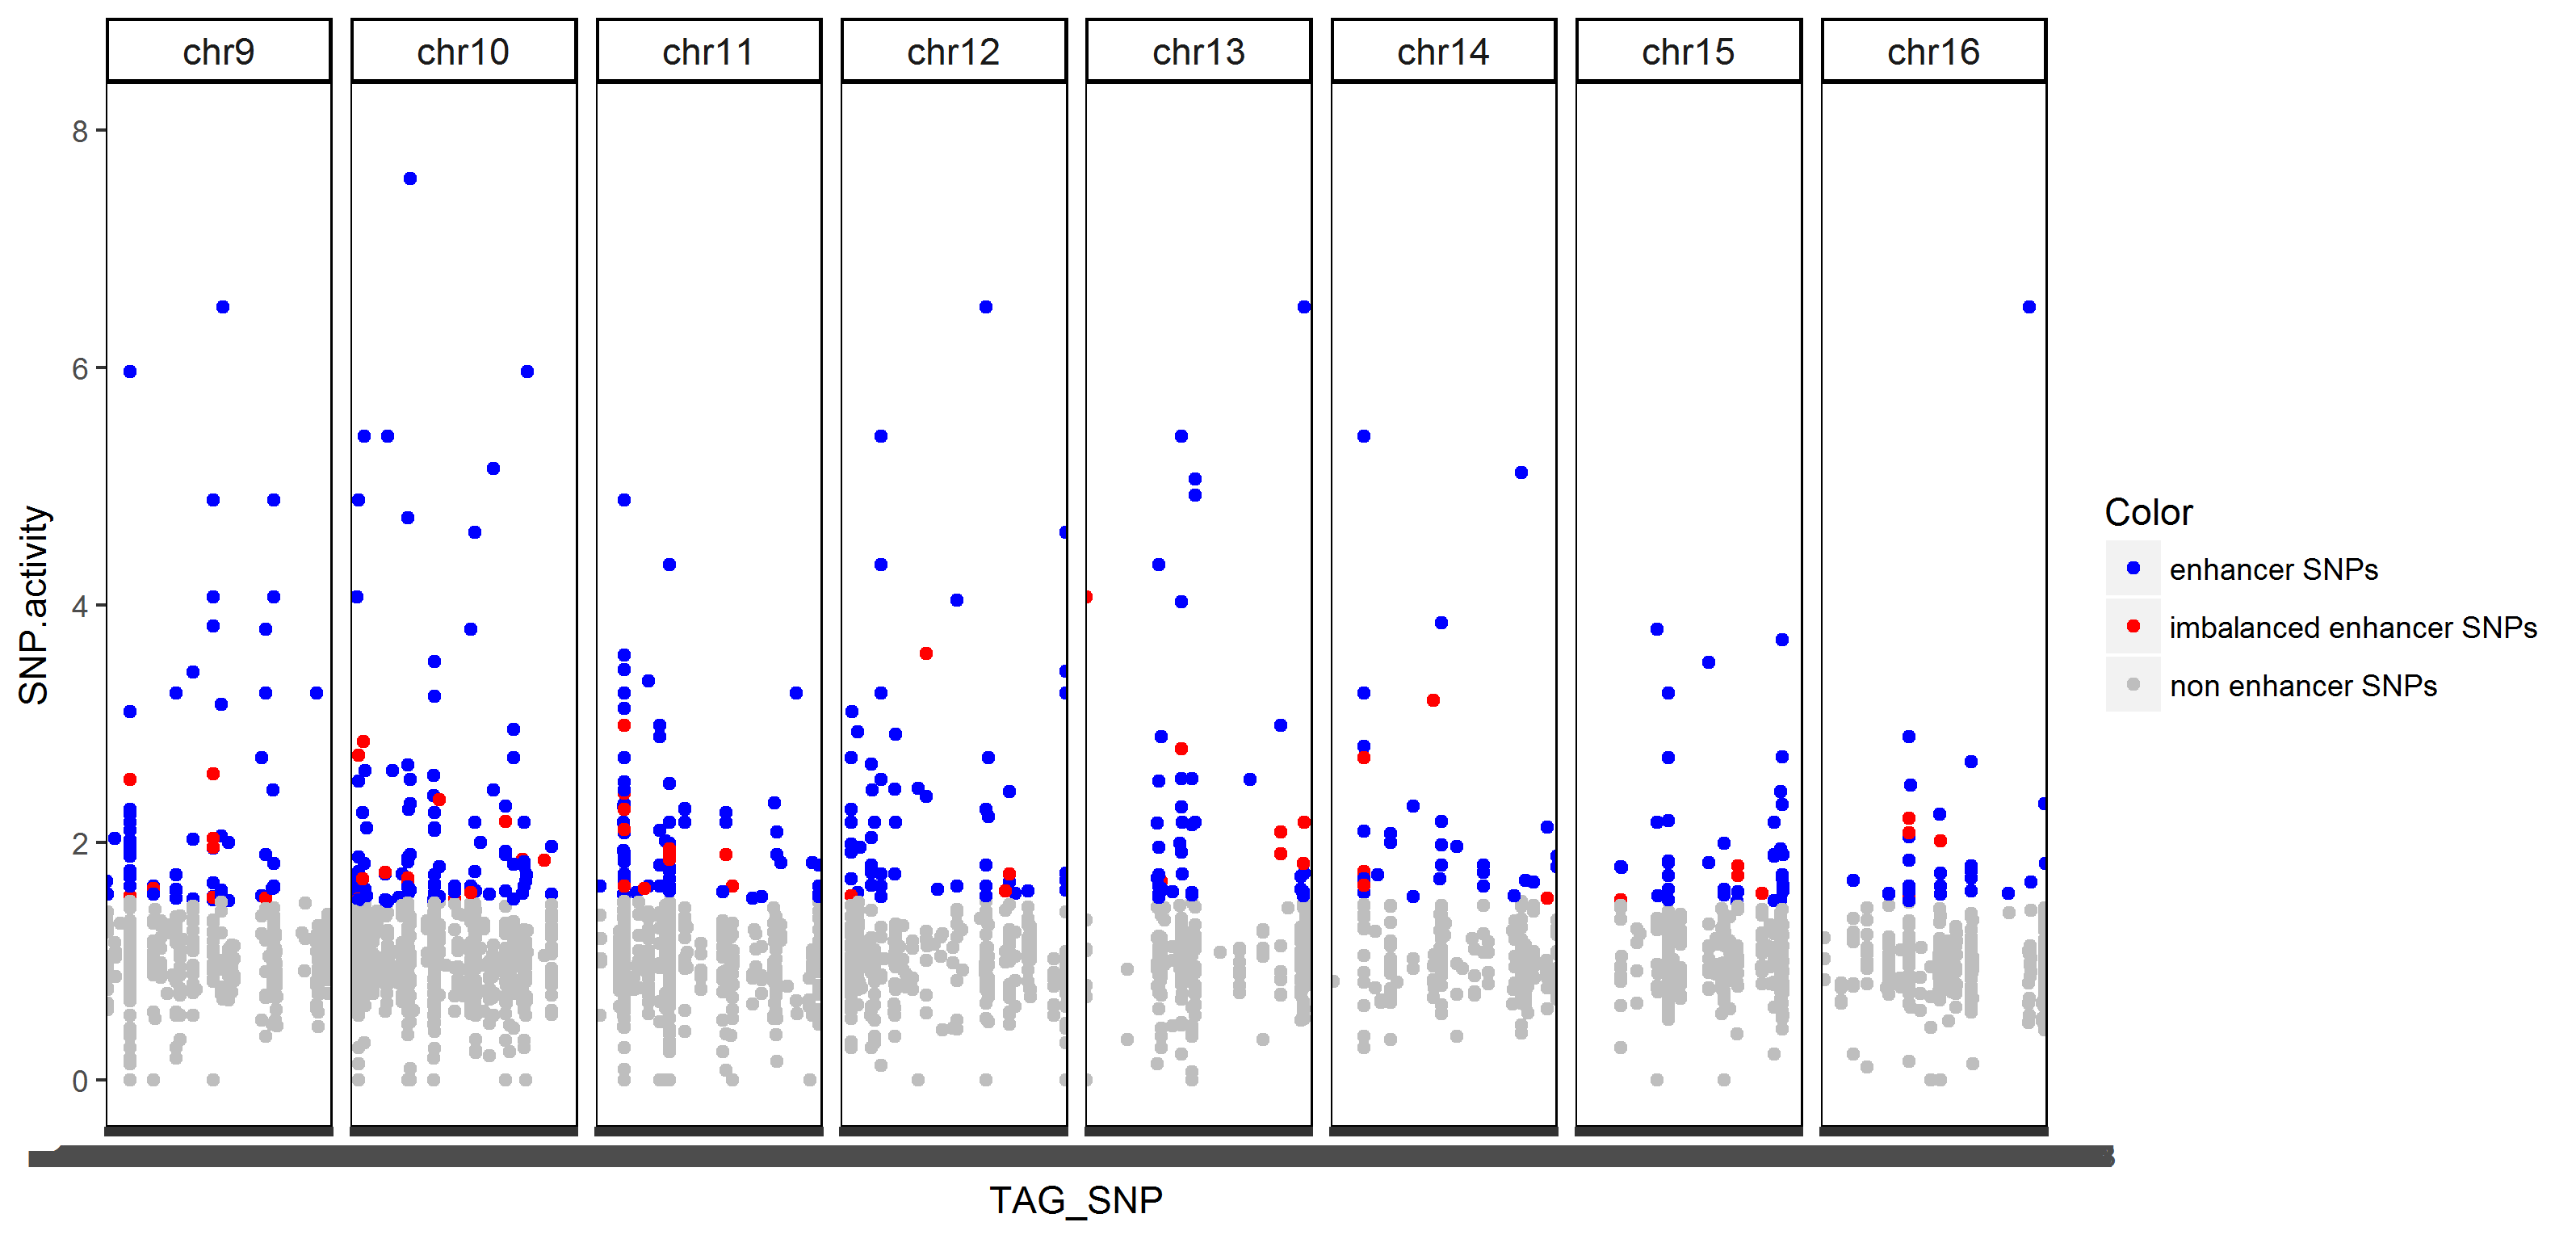 chr9 chr10 chr11 chr12 chr13 chr14 chr15 chr16
8
6
4
2
0
SNP.activity
TAG_SNP
Color
enhancer SNPs
imbalanced enhancer SNPs
non enhancer SNPs